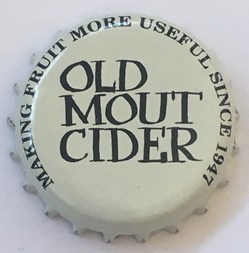 MAKING FRUIT MORE USEFUL SINCE 1947
OLD
MOUT
CIDER